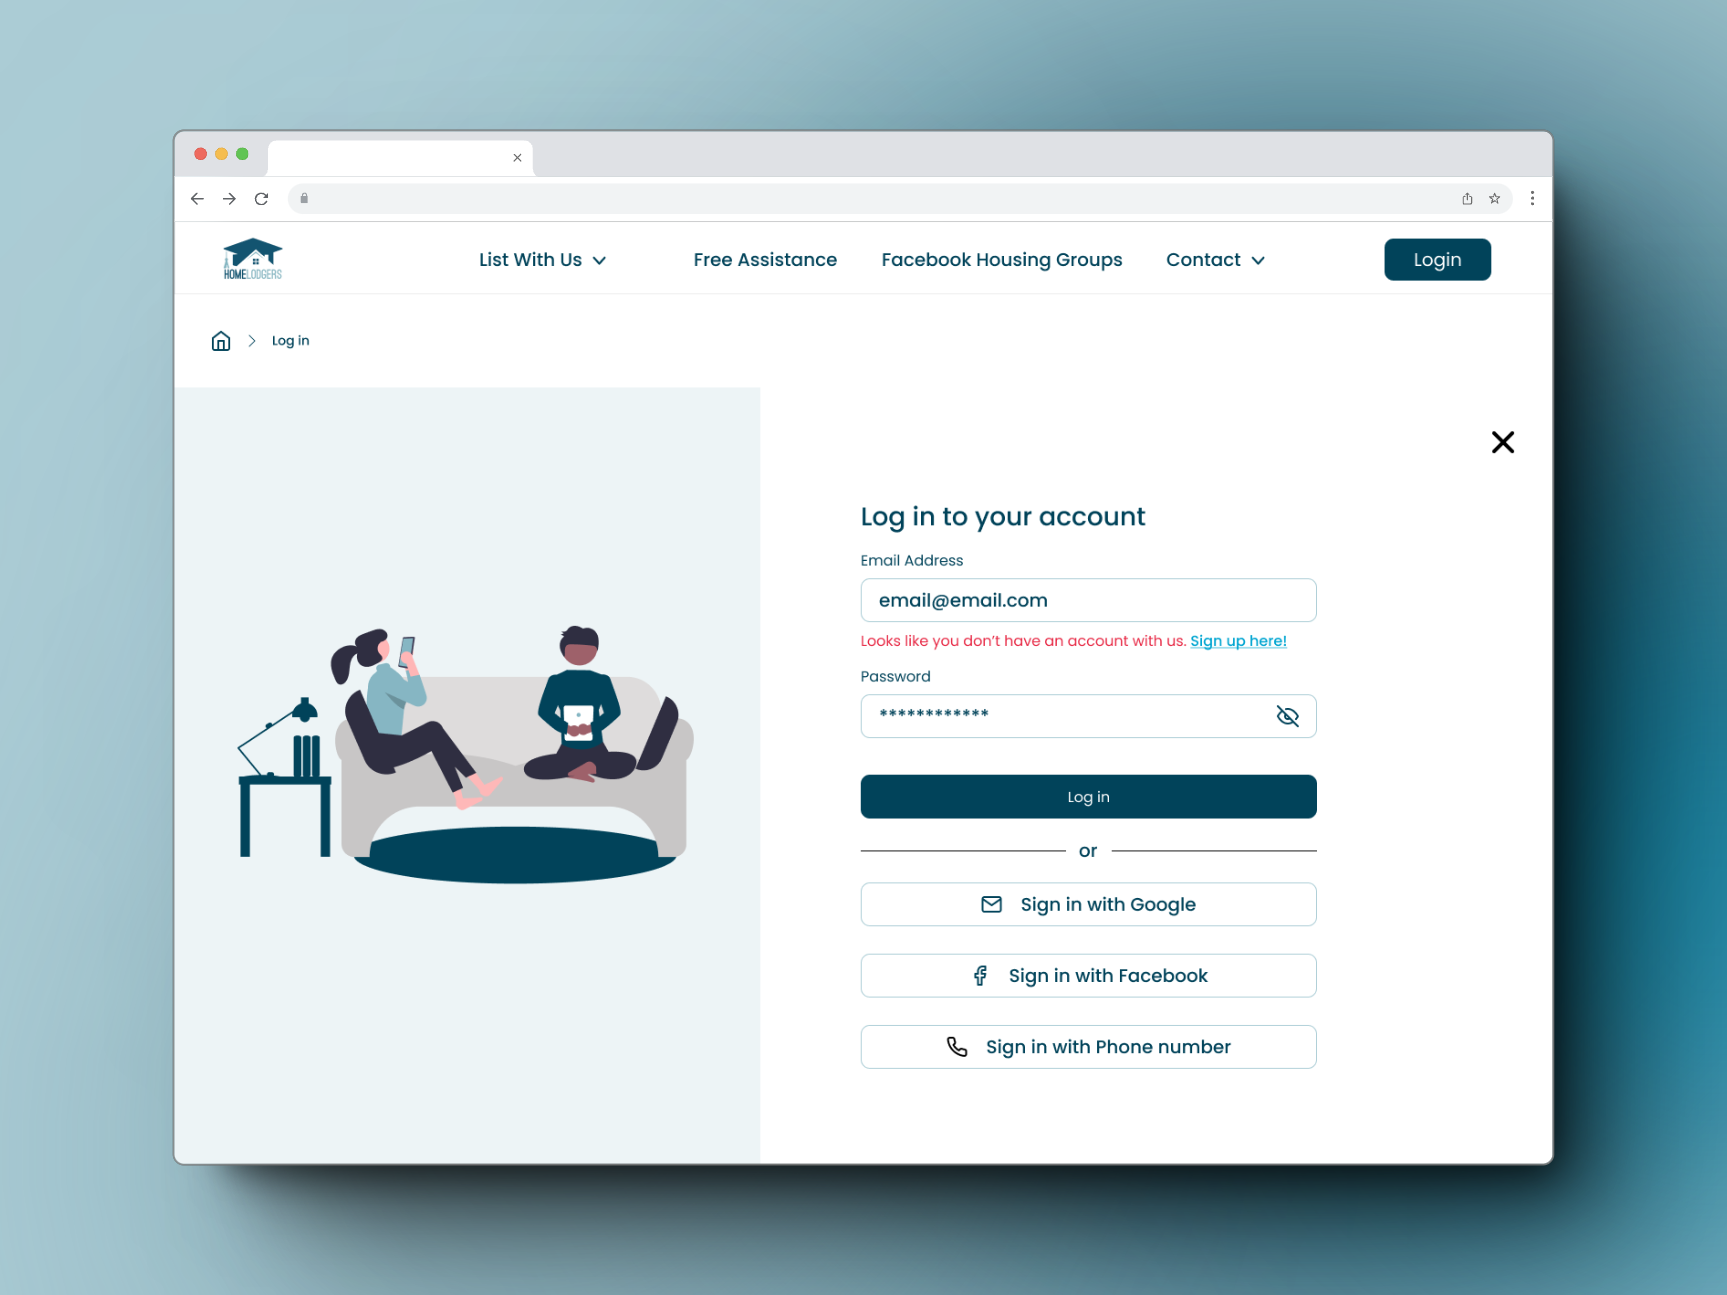 HOMELODGERS
List With Us
Free Assistance
Facebook Housing Groups
Contact
Login
Log in
Log in to your account
Email Address
email@email.com
Looks like you don’t have an account with us. Sign up here!
Password
************
Log in
or
Sign in with Google
Sign in with Facebook
Sign in with Phone number